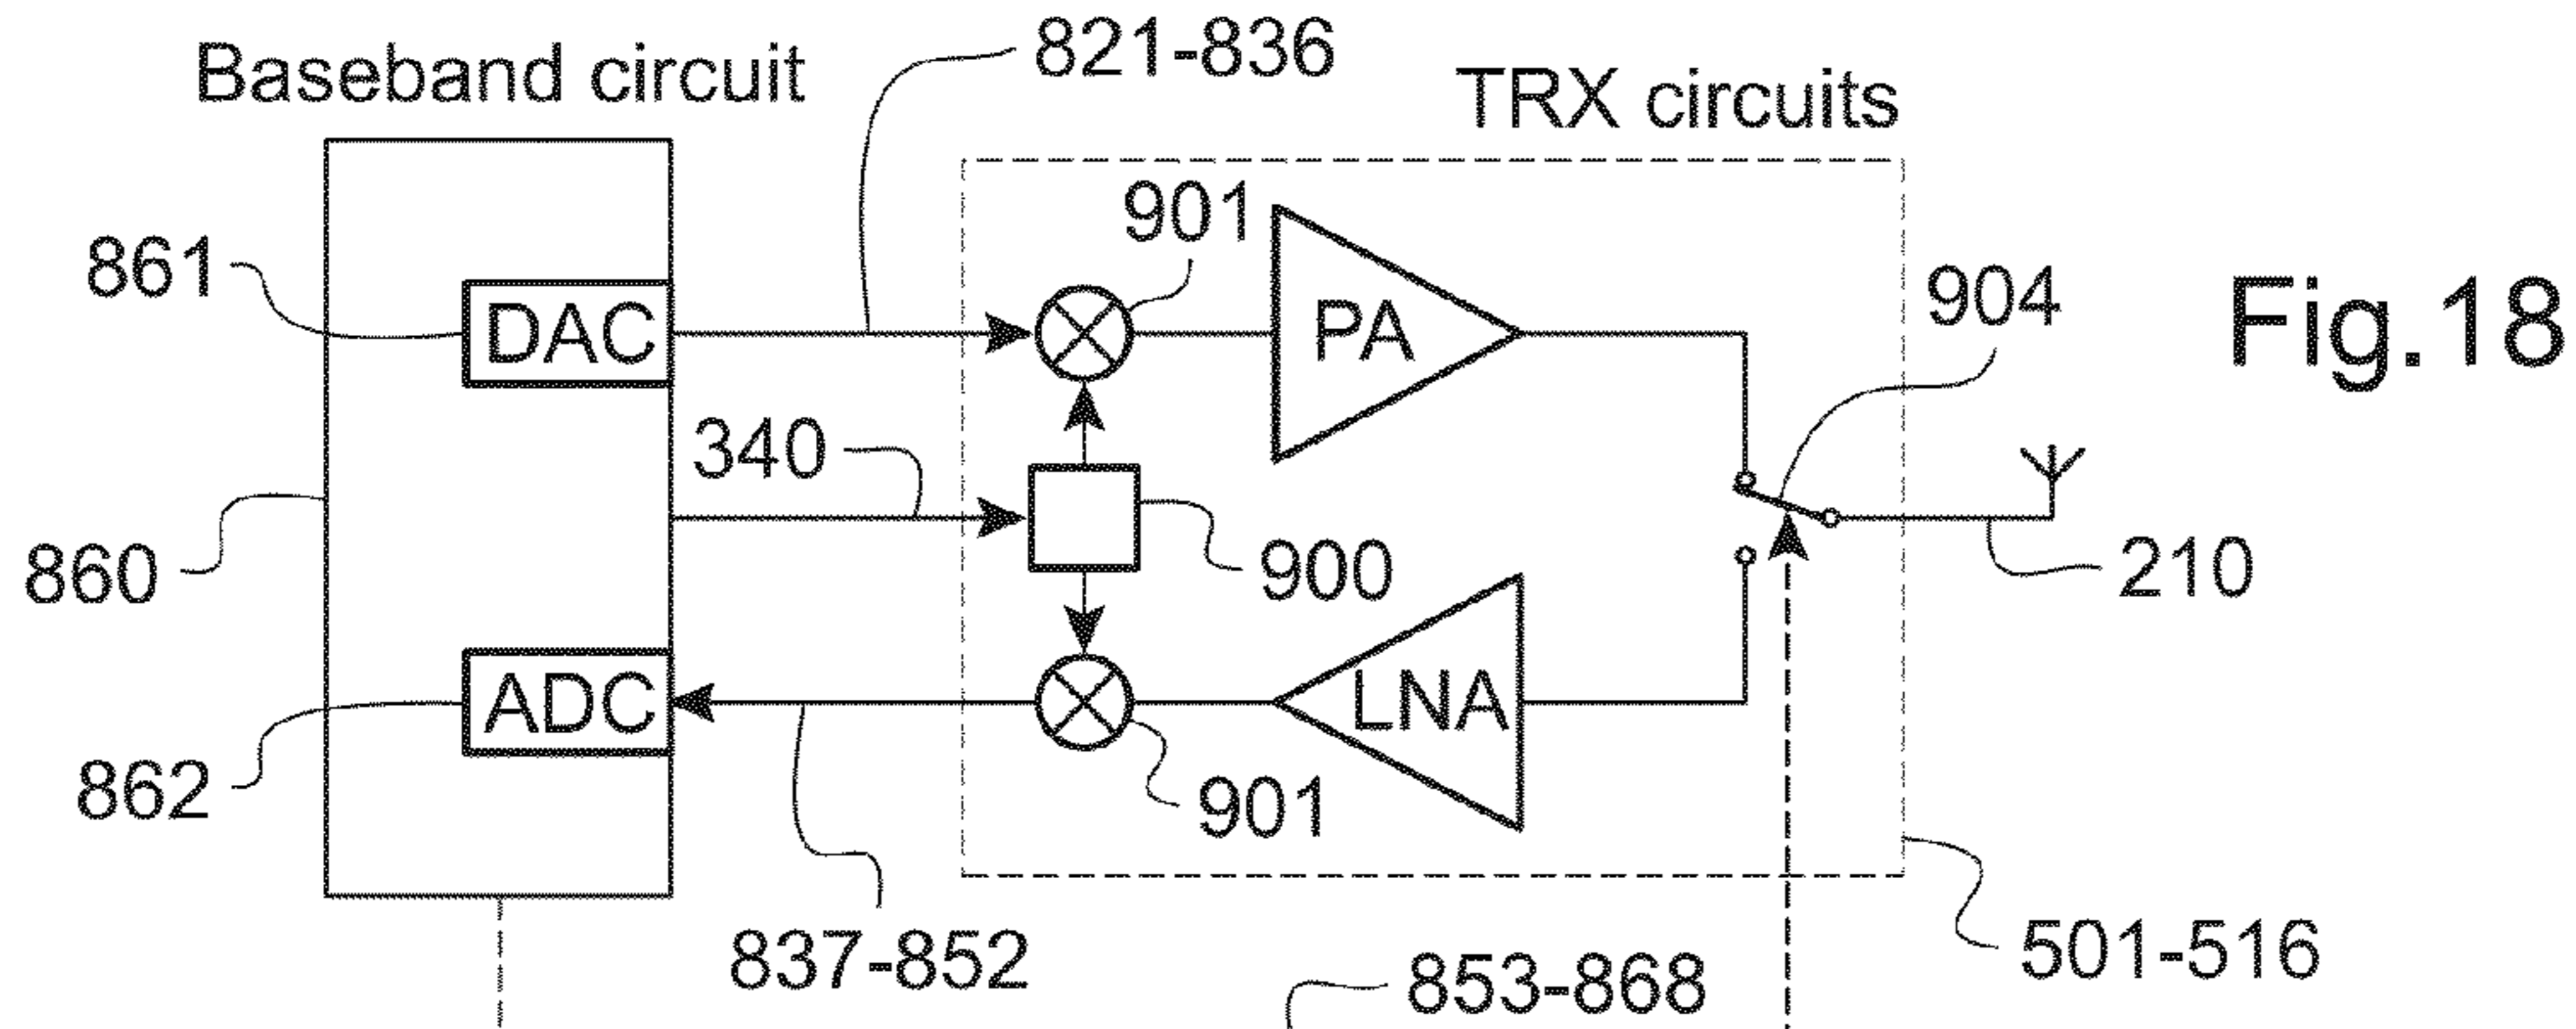 821-836
Baseband circuit
TRX circuits
901
861
DAC
PA
904
Fig.18
340
860
900
210
ADC
LNA
862
901
837-852
853-868
501-516